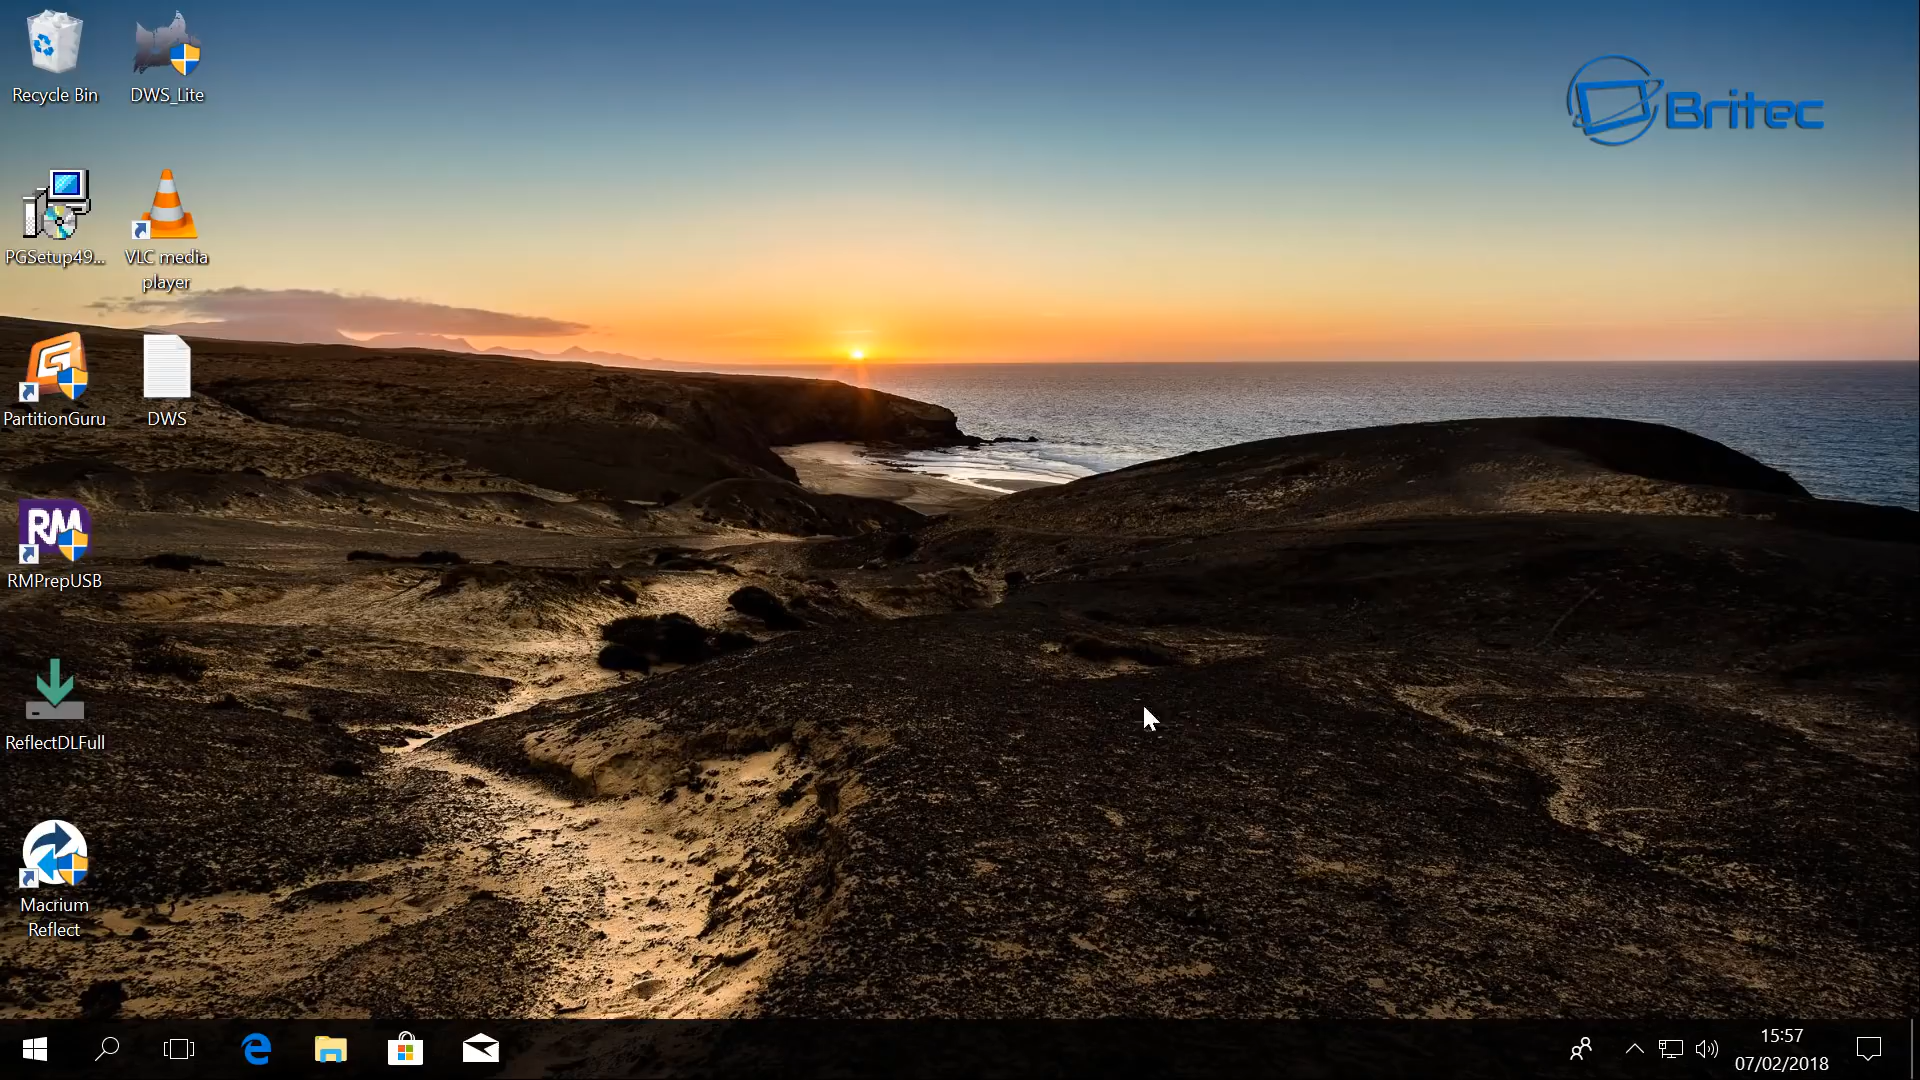 Recycle Bin
DWS_Lite
Britec
PGSetup49...
VLC media
player
PartitionGuru
DWS
RM
RMPrepUSB
ReflectDLFull
Macrium
Reflect
15:57
07/02/2018